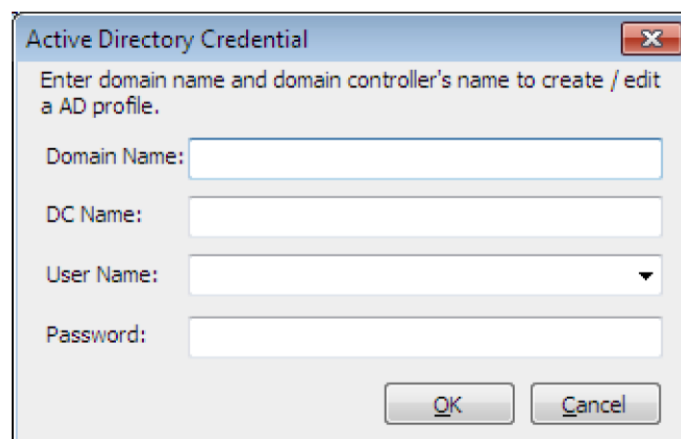 Active Directory Credential
Enter domain name and domain controller's name to create / edit
a AD profile.
Domain Name:
DC Name:
User Name:
Password:
OK Cancel